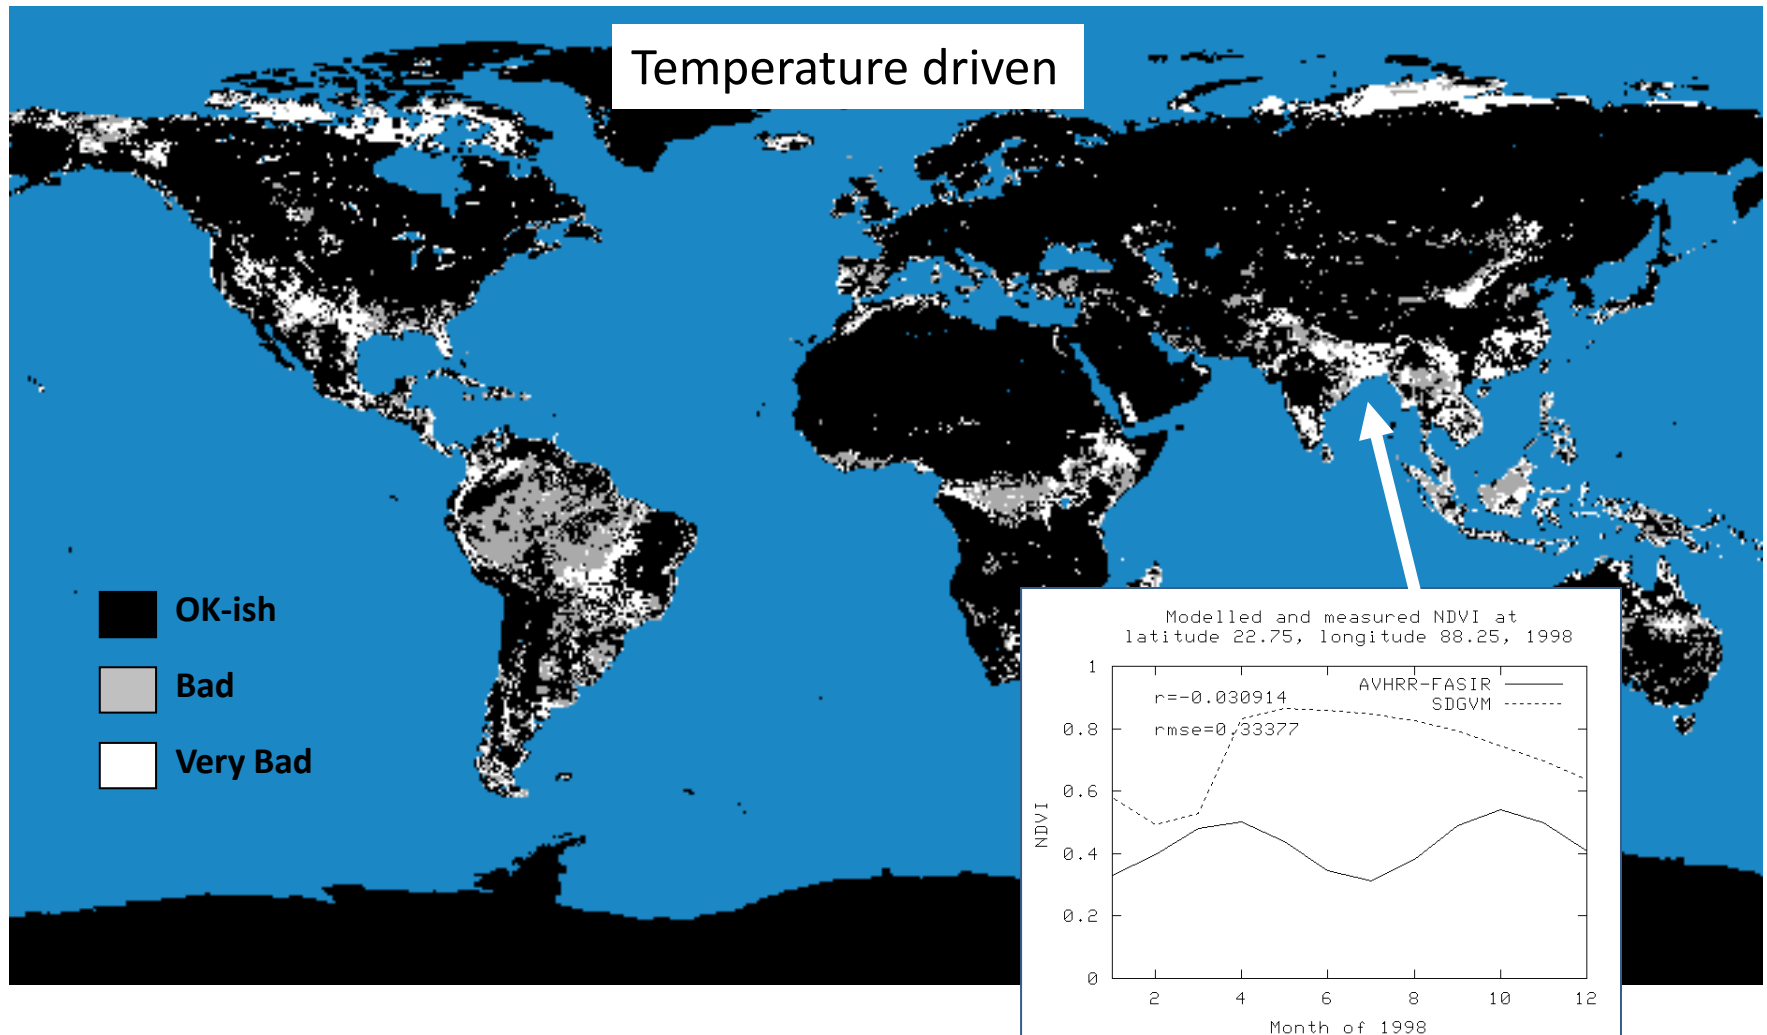 Temperature driven
OK-ish
Bad
Very Bad
Modelled and measured NDVI at
latitude 22.75, longitude 88.25, 1998
r=-0.030914
rmse=0.33377
AVHRR-FASIR
SDGVM
NDVI
1
0.8
0.6
0.4
0.2
0
2 4 6 8 10 12
Month of 1998